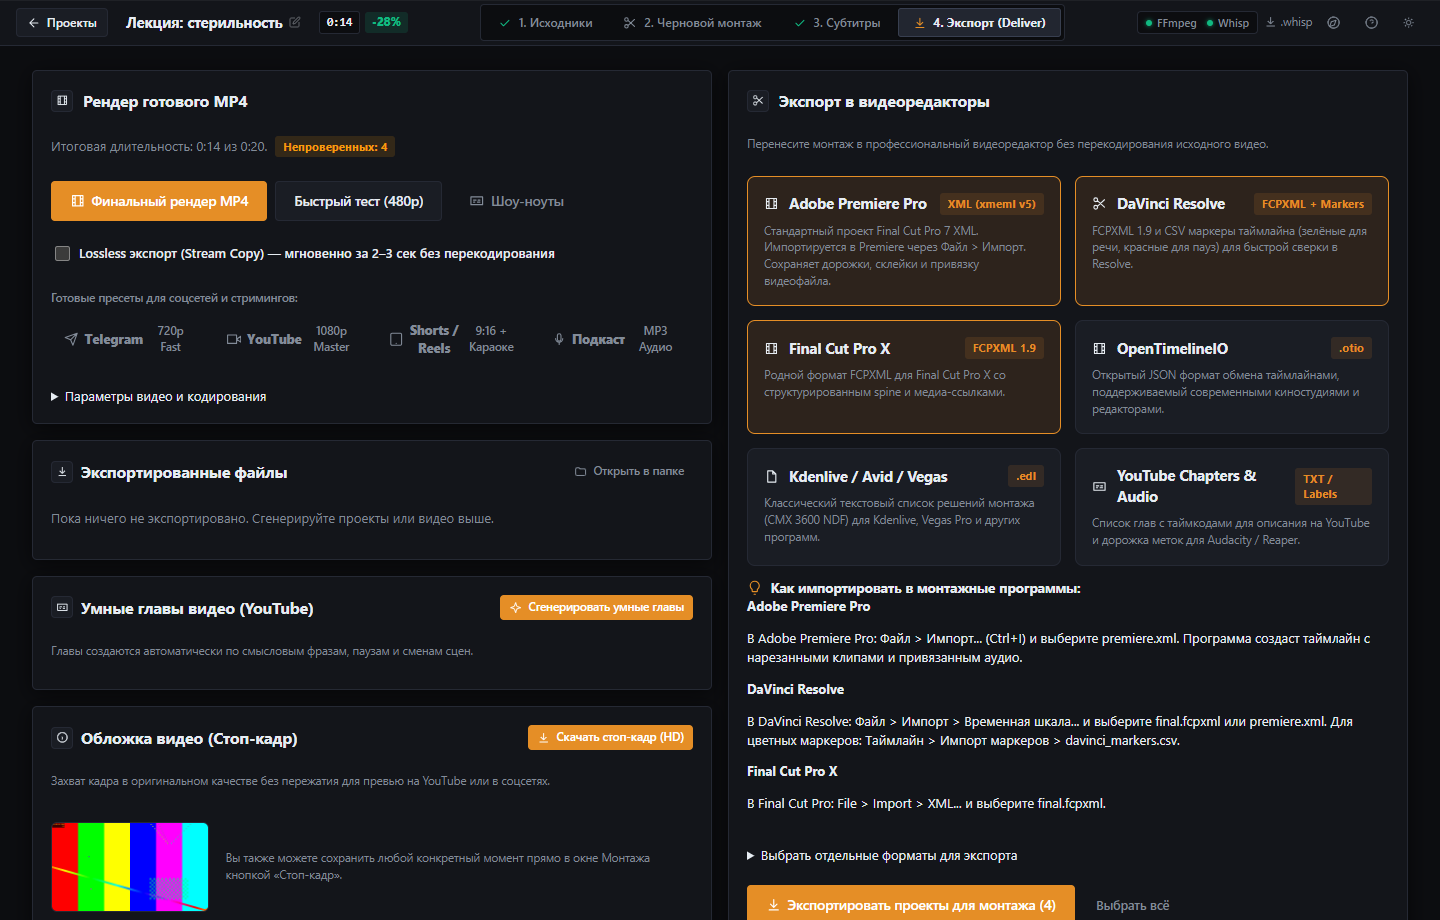 Проекты
Лекция: стерильность
0:14
-28%
1. Исходники
2. Черновой монтаж
3. Субтитры
4. Экспорт (Deliver)
FFmpeg
Whisp
.whisp
Рендер готового MP4
Итоговая длительность: 0:14 из 0:20.
Непроверенных: 4
Финальный рендер MP4
Быстрый тест (480p)
Шоу-ноуты
Lossless экспорт (Stream Copy) — мгновенно за 2–3 сек без перекодирования
Готовые пресеты для соцсетей и стримингов:
Telegram
720p
Fast
YouTube
1080p
Master
Shorts /
Reels
9:16 +
Караоке
Подкаст
MP3
Аудио
Параметры видео и кодирования
Экспортированные файлы
Открыть в папке
Пока ничего не экспортировано. Сгенерируйте проекты или видео выше.
Умные главы видео (YouTube)
Сгенерировать умные главы
Главы создаются автоматически по смысловым фразам, паузам и сменам сцен.
Обложка видео (Стоп-кадр)
Скачать стоп-кадр (HD)
Захват кадра в оригинальном качестве без пережатия для превью на YouTube или в соцсетях.
Вы также можете сохранить любой конкретный момент прямо в окне Монтажа
кнопкой «Стоп-кадр».
Экспорт в видеоредакторы
Перенесите монтаж в профессиональный видеоредактор без перекодирования исходного видео.
Adobe Premiere Pro
XML (xmeml v5)
Стандартный проект Final Cut Pro 7 XML.
Импортируется в Premiere через Файл > Импорт.
Сохраняет дорожки, склейки и привязку
видеофайла.
DaVinci Resolve
FCPXML + Markers
FCPXML 1.9 и CSV маркеры таймлайна (зелёные для
речи, красные для пауз) для быстрой сверки в
Resolve.
Final Cut Pro X
FCPXML 1.9
Родной формат FCPXML для Final Cut Pro X со
структурированным spine и медиа-ссылками.
OpenTimelineIO
.otio
Открытый JSON формат обмена таймлайнами,
поддерживаемый современными киностудиями и
редакторами.
Kdenlive / Avid / Vegas
.edl
Классический текстовый список решений монтажа
(CMX 3600 NDF) для Kdenlive, Vegas Pro и других
программ.
YouTube Chapters &
Audio
TXT /
Labels
Список глав с таймкодами для описания на YouTube
и дорожка меток для Audacity / Reaper.
Как импортировать в монтажные программы:
Adobe Premiere Pro
В Adobe Premiere Pro: Файл > Импорт... (Ctrl+I) и выберите premiere.xml. Программа создаст таймлайн с
нарезанными клипами и привязанным аудио.
DaVinci Resolve
В DaVinci Resolve: Файл > Импорт > Временная шкала... и выберите final.fcpxml или premiere.xml. Для
цветных маркеров: Таймлайн > Импорт маркеров > davinci_markers.csv.
Final Cut Pro X
В Final Cut Pro: File > Import > XML... и выберите final.fcpxml.
Выбрать отдельные форматы для экспорта
Экспортировать проекты для монтажа (4)
Выбрать всё